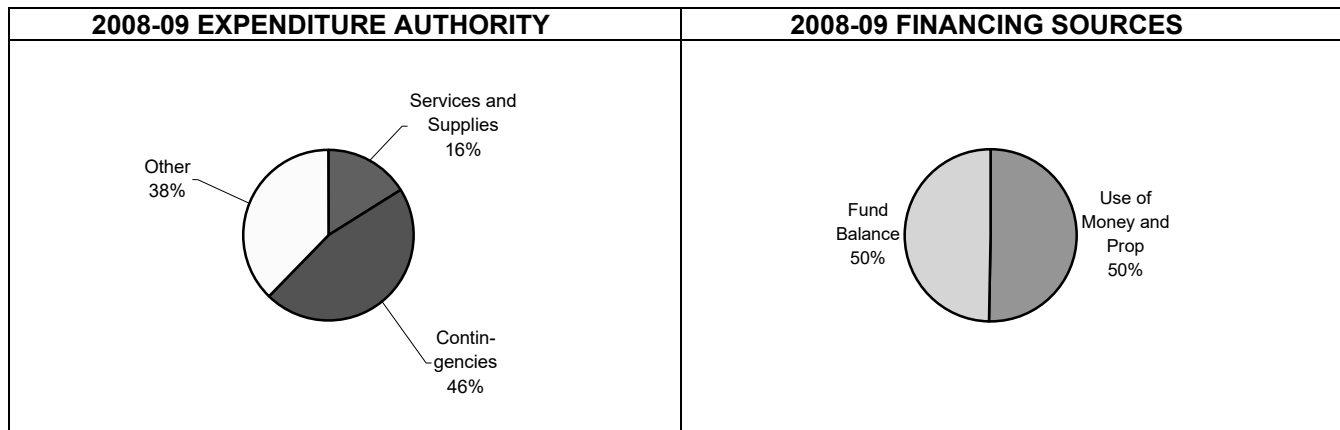 2008-09 EXPENDITURE AUTHORITY
Services and
Supplies
16%
Other
38%
Contin-
gencies
46%
2008-09 FINANCING SOURCES
Fund
Balance
50%
Use of
Money and
Prop
50%